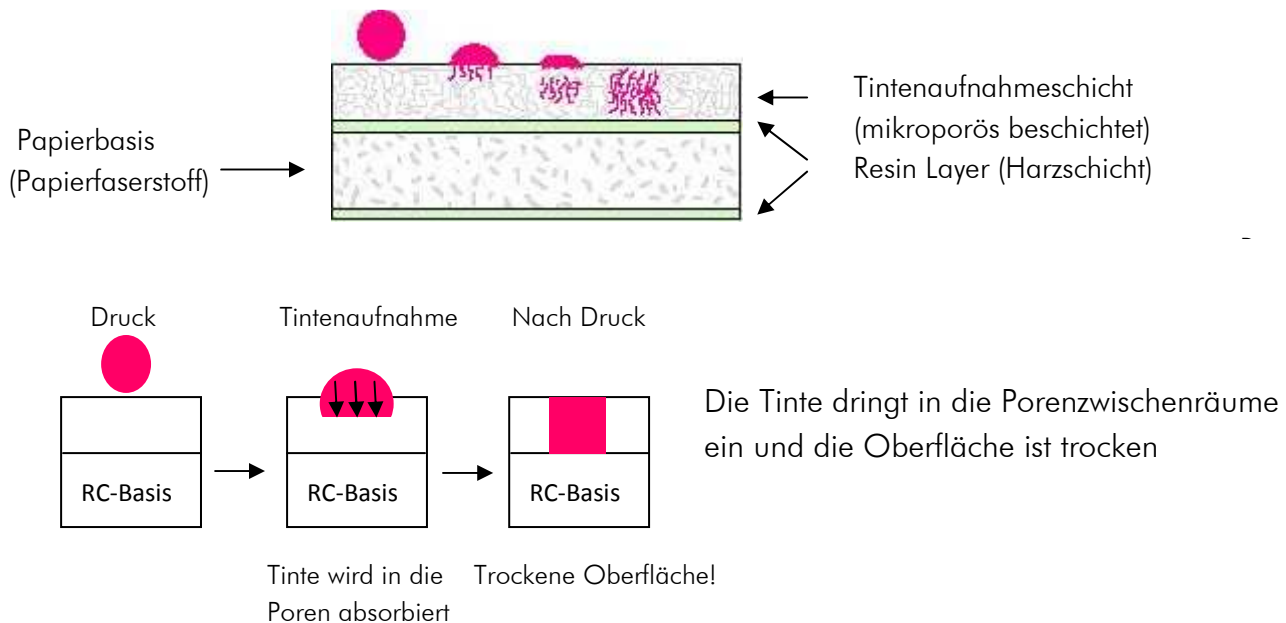 Papierbasis
(Papierfaserstoff)
Tintenaufnahmeschicht
(mikroporös beschichtet)
Resin Layer (Harzschicht)
Druck
Tintenaufnahme
Nach Druck
RC-Basis
RC-Basis
RC-Basis
Die Tinte dringt in die Porenzwischenräume
ein und die Oberfläche ist trocken
Tinte wird in die
Poren absorbiert
Trockene Oberfläche!